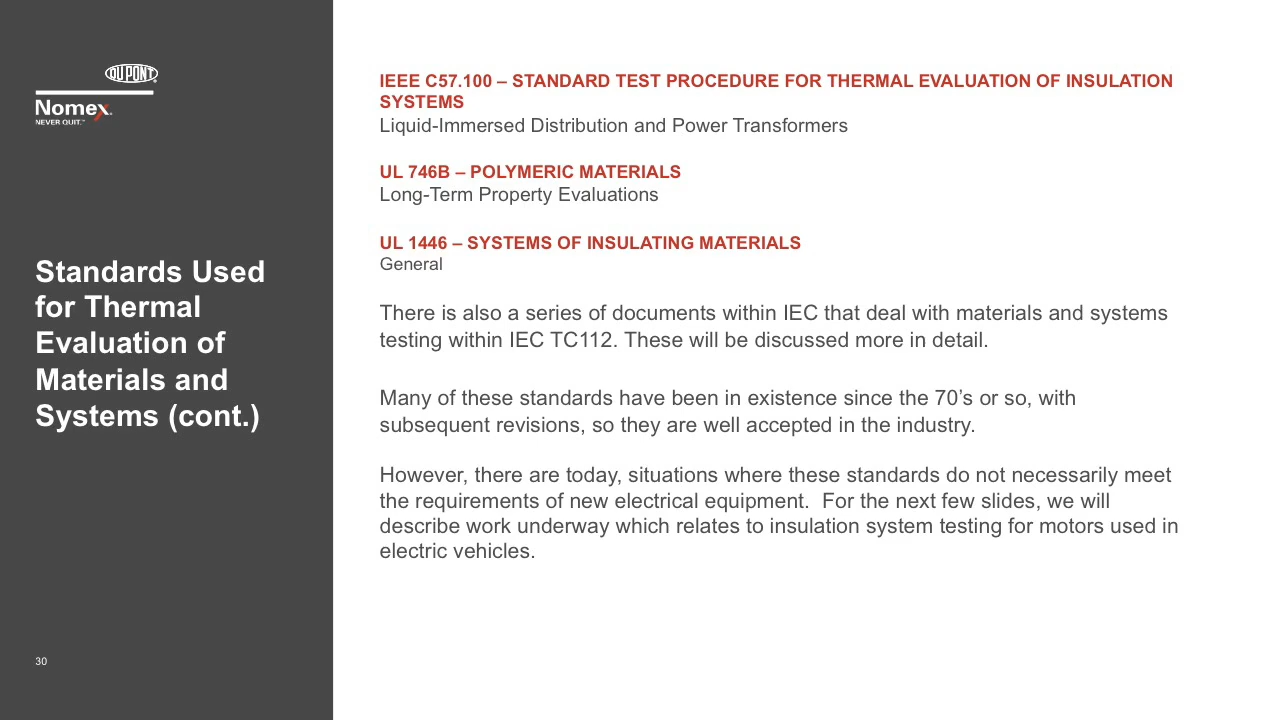 DUPONT
Nomex
NEVER QUIT.™
Standards Used
for Thermal
Evaluation of
Materials and
Systems (cont.)
30
IEEE C57.100 – STANDARD TEST PROCEDURE FOR THERMAL EVALUATION OF INSULATION
SYSTEMS
Liquid-Immersed Distribution and Power Transformers
UL 746B – POLYMERIC MATERIALS
Long-Term Property Evaluations
UL 1446 – SYSTEMS OF INSULATING MATERIALS
General
There is also a series of documents within IEC that deal with materials and systems
testing within IEC TC112. These will be discussed more in detail.
Many of these standards have been in existence since the 70’s or so, with
subsequent revisions, so they are well accepted in the industry.
However, there are today, situations where these standards do not necessarily meet
the requirements of new electrical equipment.  For the next few slides, we will
describe work underway which relates to insulation system testing for motors used in
electric vehicles.